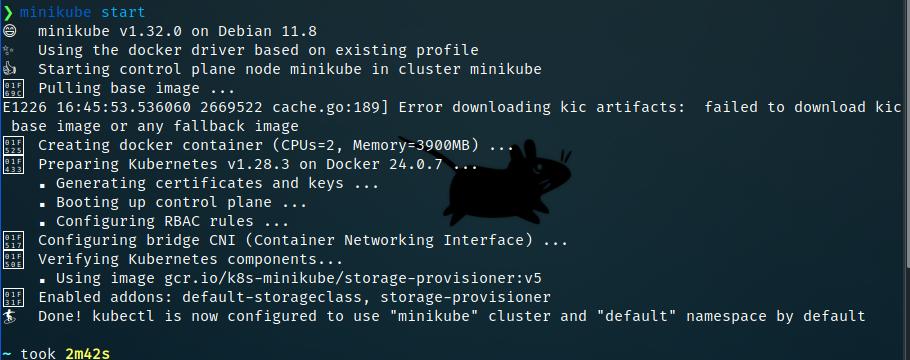 ❯ minikube start
😄 minikube v1.32.0 on Debian 11.8
✨ Using the docker driver based on existing profile
👍 Starting control plane node minikube in cluster minikube
01F69C Pulling base image ...
E1226 16:45:53.536060 2669522 cache.go:189] Error downloading kic artifacts:  failed to download kic
base image or any fallback image
01F525 Creating docker container (CPUs=2, Memory=3900MB) ...
01F433 Preparing Kubernetes v1.28.3 on Docker 24.0.7 ...
▪ Generating certificates and keys ...
▪ Booting up control plane ...
▪ Configuring RBAC rules ...
01F517 Configuring bridge CNI (Container Networking Interface) ...
01F50E Verifying Kubernetes components...
▪ Using image gcr.io/k8s-minikube/storage-provisioner:v5
01F31F Enabled addons: default-storageclass, storage-provisioner
🏄 Done! kubectl is now configured to use "minikube" cluster and "default" namespace by default
~ took 2m42s